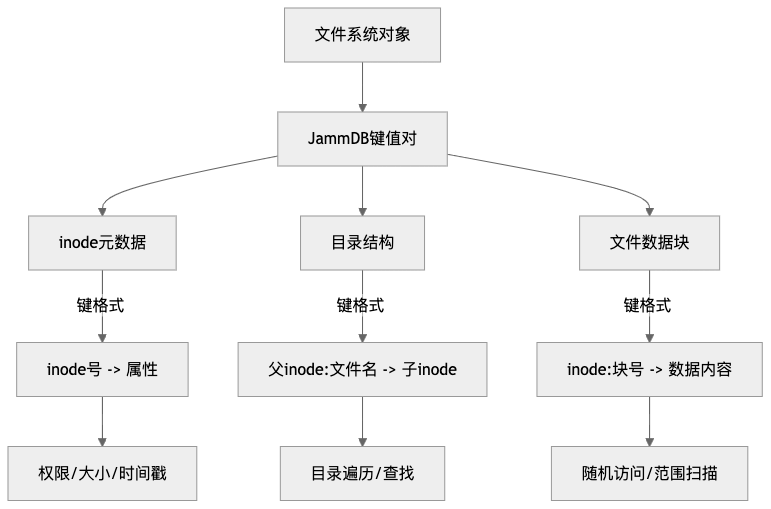 文件系统对象
JammDB键值对
inode元数据
目录结构
文件数据块
键格式
键格式
键格式
inode号 -> 属性
父inode:文件名 -> 子inode
inode:块号 -> 数据内容
权限/大小/时间戳
目录遍历/查找
随机访问/范围扫描